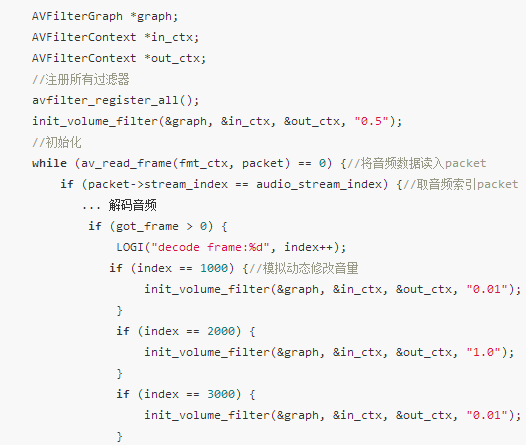 AVFilterGraph *graph;
AVFilterContext *in_ctx;
AVFilterContext *out_ctx;
//注册所有过滤器
avfilter_register_all();
init_volume_filter(&graph, &in_ctx, &out_ctx, "0.5");
//初始化
while (av_read_frame(fmt_ctx, packet) == 0) {//将音频数据读入packet
if (packet->stream_index == audio_stream_index) {//取音频索引packet
... 解码音频
if (got_frame > 0) {
LOGI("decode frame:%d", index++);
if (index == 1000) {//模拟动态修改音量
init_volume_filter(&graph, &in_ctx, &out_ctx, "0.01");
}
if (index == 2000) {
init_volume_filter(&graph, &in_ctx, &out_ctx, "1.0");
}
if (index == 3000) {
init_volume_filter(&graph, &in_ctx, &out_ctx, "0.01");
}